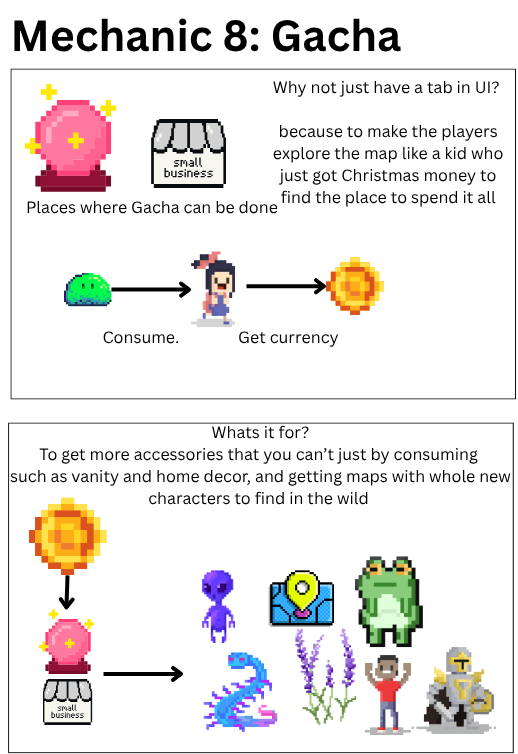 Mechanic 8: Gacha
Why not just have a tab in UI?
because to make the players
explore the map like a kid who
just got Christmas money to
find the place to spend it all
small
business
Places where Gacha can be done
Consume.
Get currency
Whats it for?
To get more accessories that you can’t just by consuming
such as vanity and home decor, and getting maps with whole new
characters to find in the wild
small
business